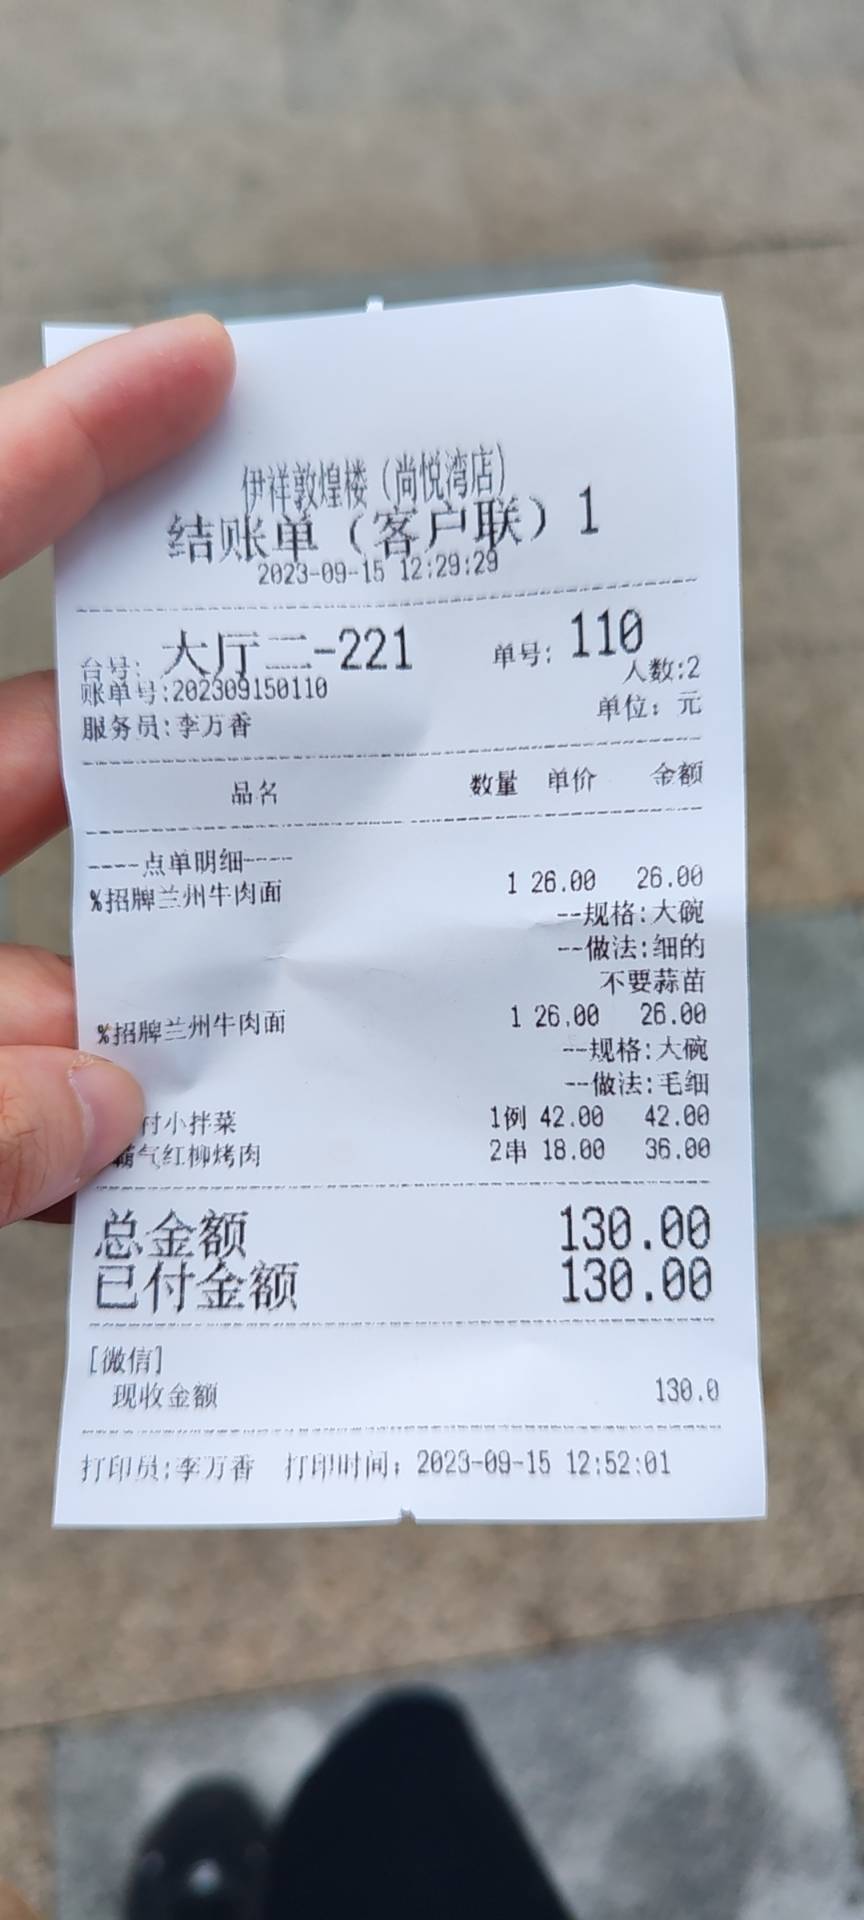 伊祥敦煌楼（尚悦湾店）
结账单（客户联）1
2023-09-15 12:29:29
台号: 大厅二-221 单号: 110
人数:2
账单号:202309150110
单位: 元
服务员:李万香
品名 数量 单价 金额
----点单明细----
%招牌兰州牛肉面 1 26.00 26.00
--规格:大碗
--做法:细的
不要蒜苗
%招牌兰州牛肉面 1 26.00 26.00
--规格:大碗
--做法:毛细
付小拌菜 1例 42.00 42.00
霸气红柳烤肉 2串 18.00 36.00
总金额 130.00
已付金额 130.00
[微信]
现收金额 130.0
打印员:李万香 打印时间: 2023-09-15 12:52:01